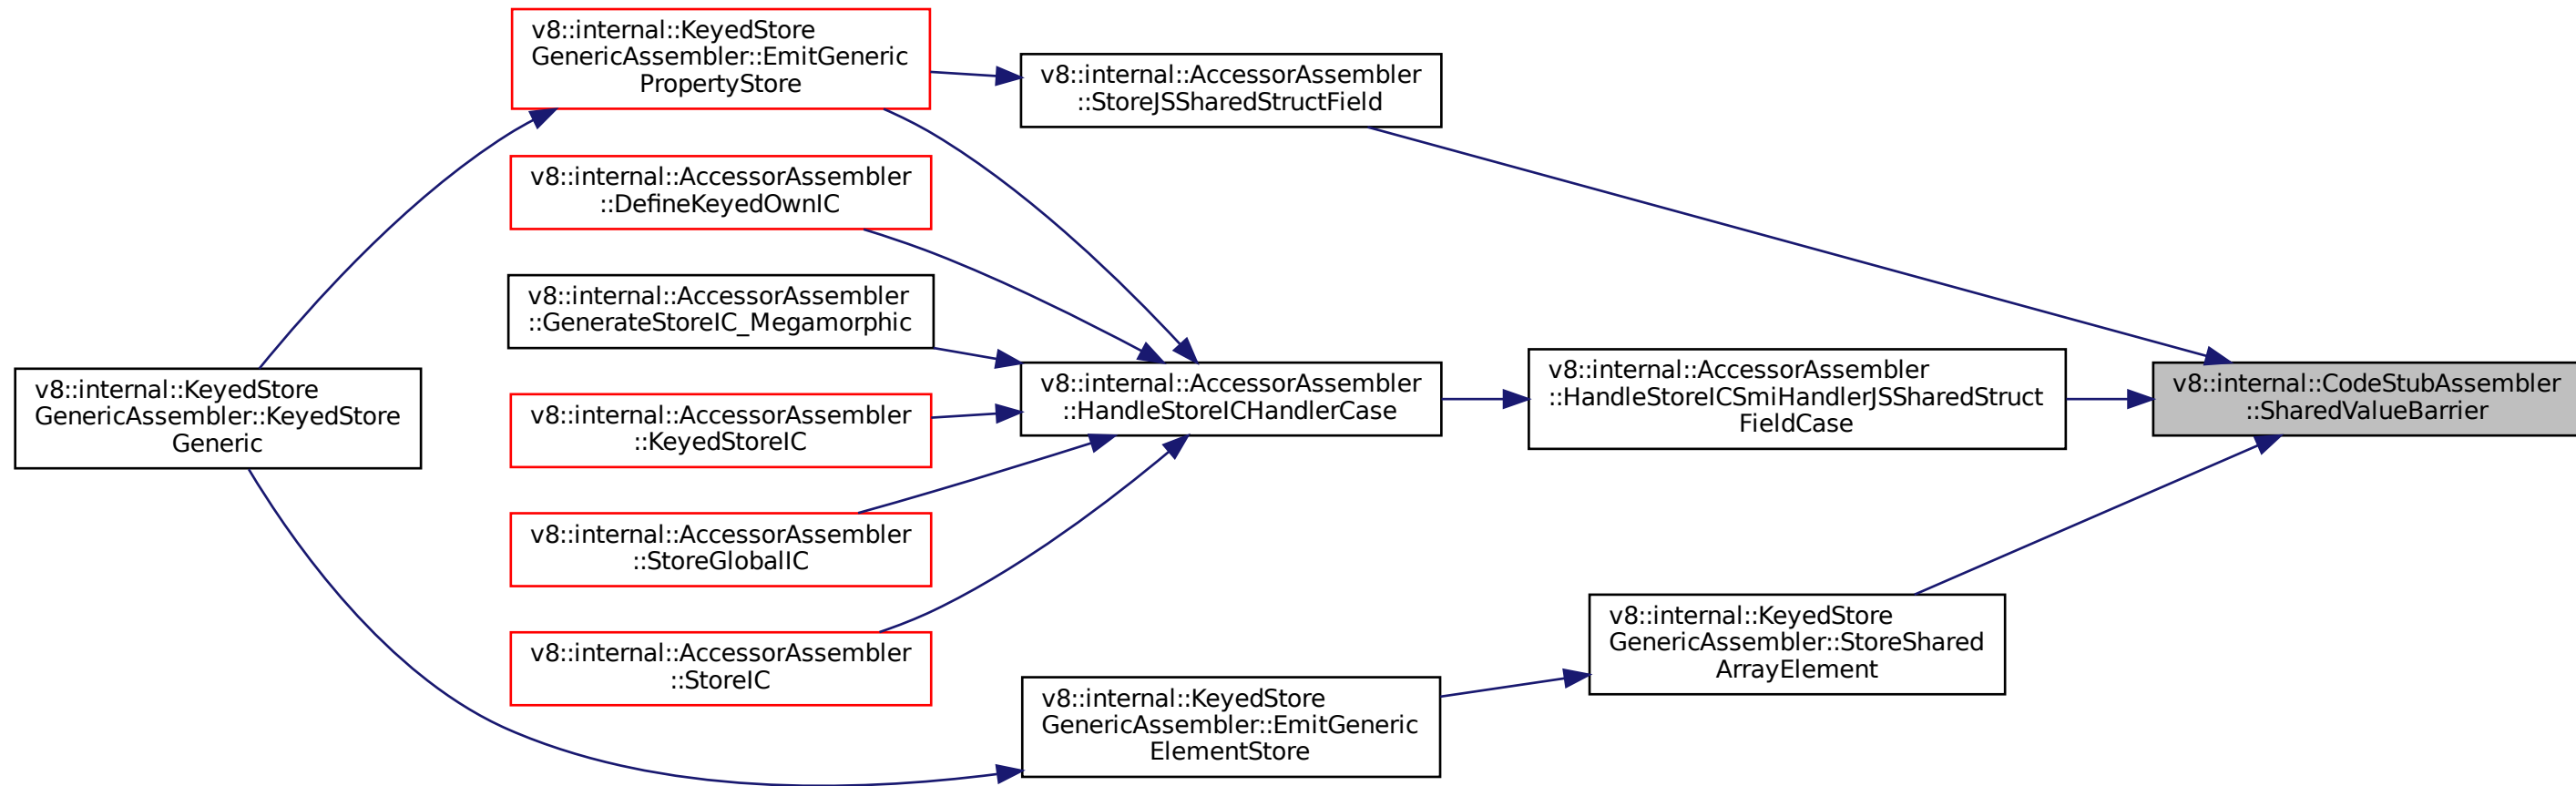 v8::internal::KeyedStore
GenericAssembler::EmitGeneric
PropertyStore
v8::internal::AccessorAssembler
::StoreJSSharedStructField
v8::internal::AccessorAssembler
::DefineKeyedOwnIC
v8::internal::AccessorAssembler
::GenerateStoreIC_Megamorphic
v8::internal::KeyedStore
GenericAssembler::KeyedStore
Generic
v8::internal::AccessorAssembler
::HandleStoreICHandlerCase
v8::internal::AccessorAssembler
::HandleStoreICSmiHandlerJSSharedStruct
FieldCase
v8::internal::CodeStubAssembler
::SharedValueBarrier
v8::internal::AccessorAssembler
::KeyedStoreIC
v8::internal::AccessorAssembler
::StoreGlobalIC
v8::internal::AccessorAssembler
::StoreIC
v8::internal::KeyedStore
GenericAssembler::StoreShared
ArrayElement
v8::internal::KeyedStore
GenericAssembler::EmitGeneric
ElementStore